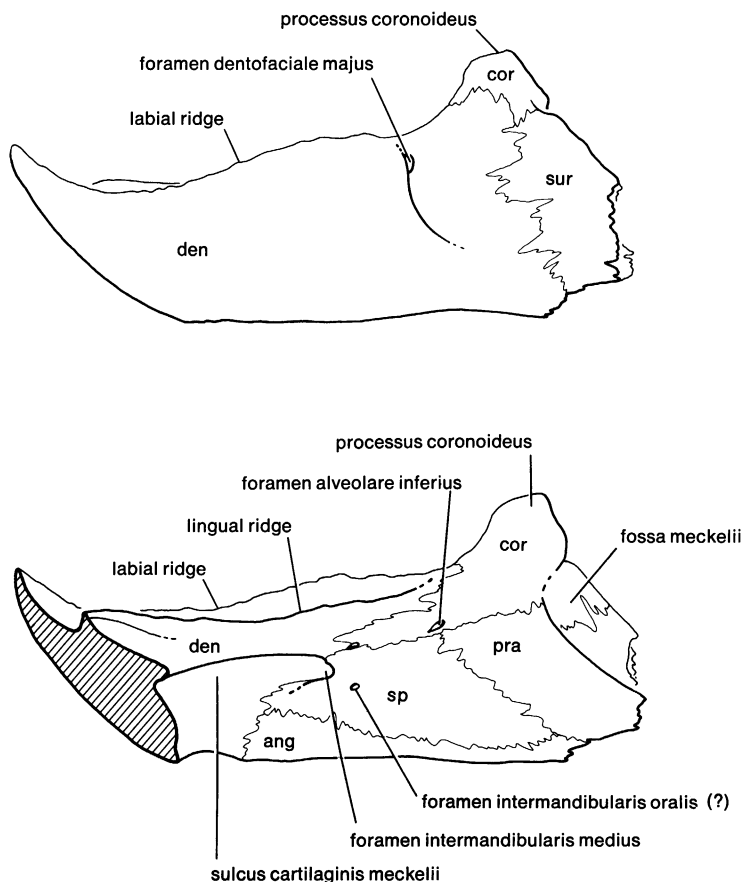 processus coronoideus
foramen dentofaciale majus
cor
labial ridge
sur
den
processus coronoideus
foramen alveolare inferius
lingual ridge
cor
fossa meckelii
labial ridge
den
pra
sp
ang
foramen intermandibularis oralis (?)
foramen intermandibularis medius
sulcus cartilaginis meckelii